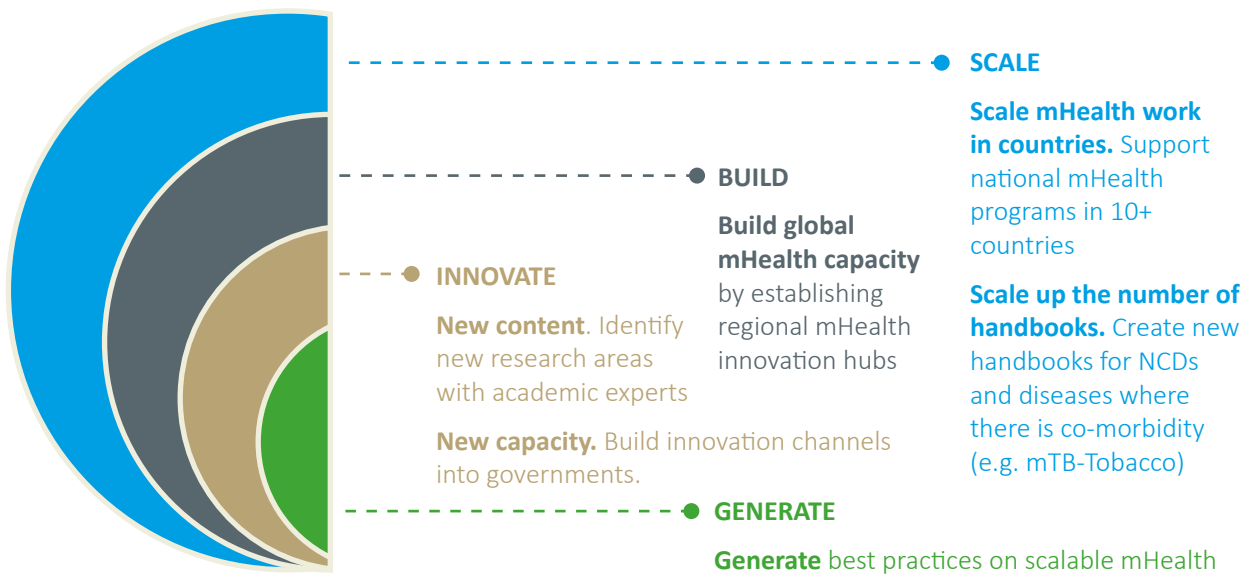 SCALE
Scale mHealth work
in countries. Support
national mHealth
programs in 10+
countries
Scale up the number of
handbooks. Create new
handbooks for NCDs
and diseases where
there is co-morbidity
(e.g. mTB-Tobacco)
BUILD
Build global
mHealth capacity
by establishing
regional mHealth
innovation hubs
INNOVATE
New content. Identify
new research areas
with academic experts
New capacity. Build innovation channels
into governments.
GENERATE
Generate best practices on scalable mHealth